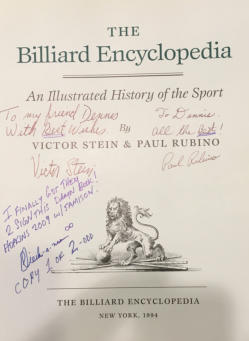 THE
Billiard Encyclopedia
An Illustrated History of the Sport
To my friend Dennis
With Best Wishes.
By
To Dennis.
all the Best!
VICTOR STEIN & PAUL RUBINO
Victor Stein
Paul Rubino
I FINALLY GOT THEM
2 SIGN THIS DAMN BOOK
HOPKINS 2009 W/ JAMISON!
COPY 1 OF 2-000
THE BILLIARD ENCYCLOPEDIA
NEW YORK, 1994